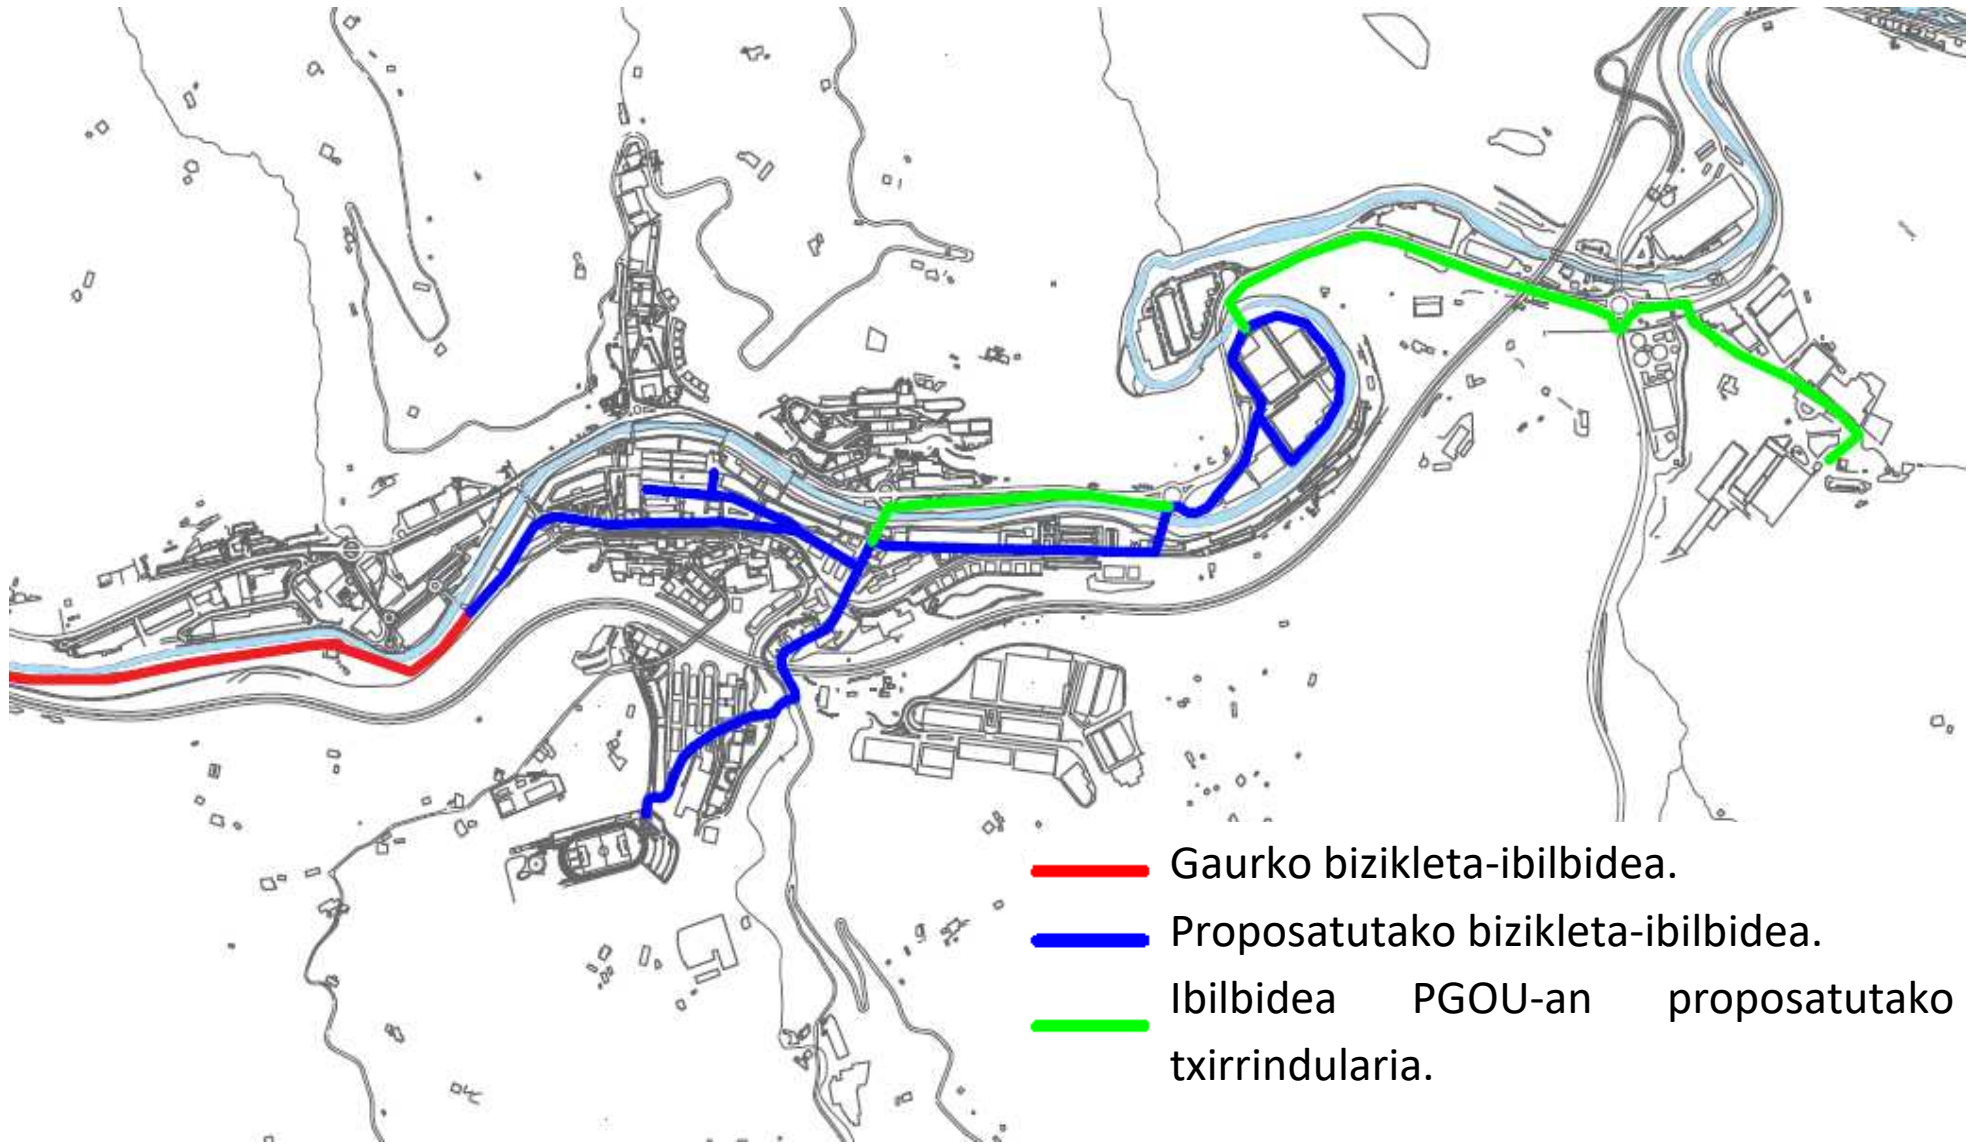 Gaurko bizikleta-ibilbidea.
Proposatutako bizikleta-ibilbidea.
Ibilbidea PGOU-an proposatutako
txirrindularia.